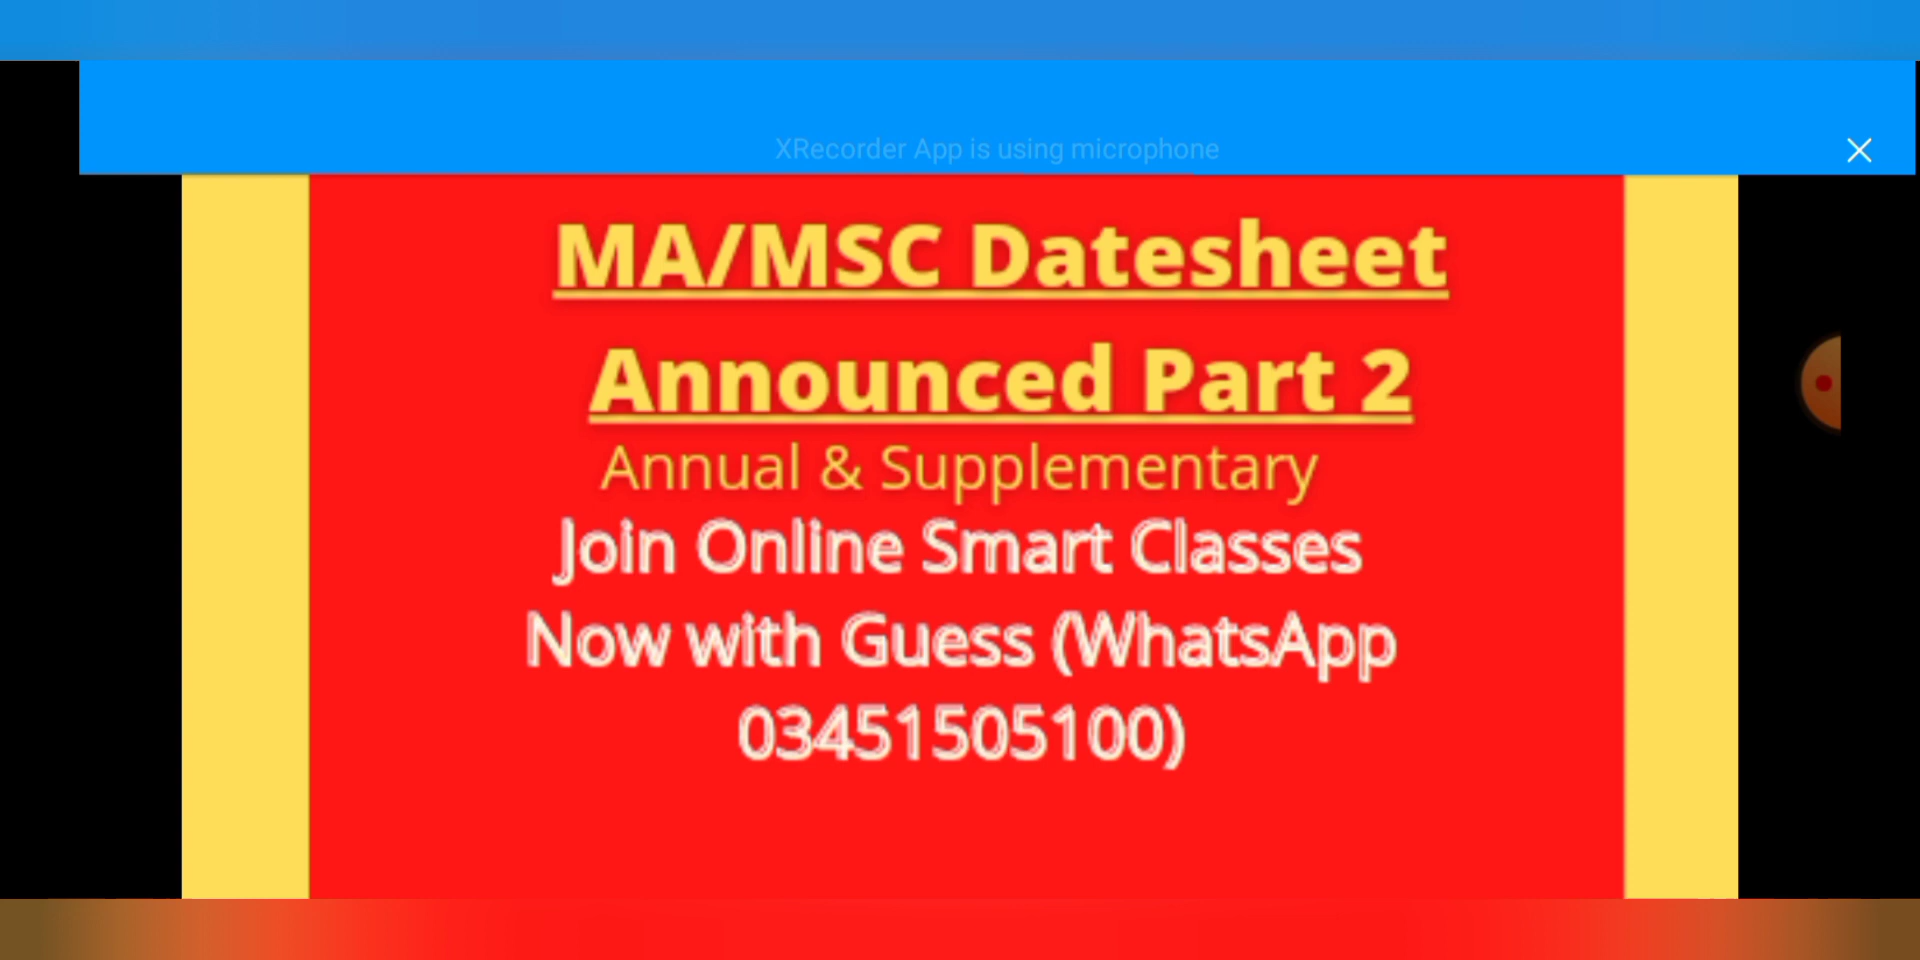 XRecorder App is using microphone
MA/MSC Datesheet
Announced Part 2
Annual & Supplementary
Join Online Smart Classes
Now with Guess (WhatsApp
03451505100)